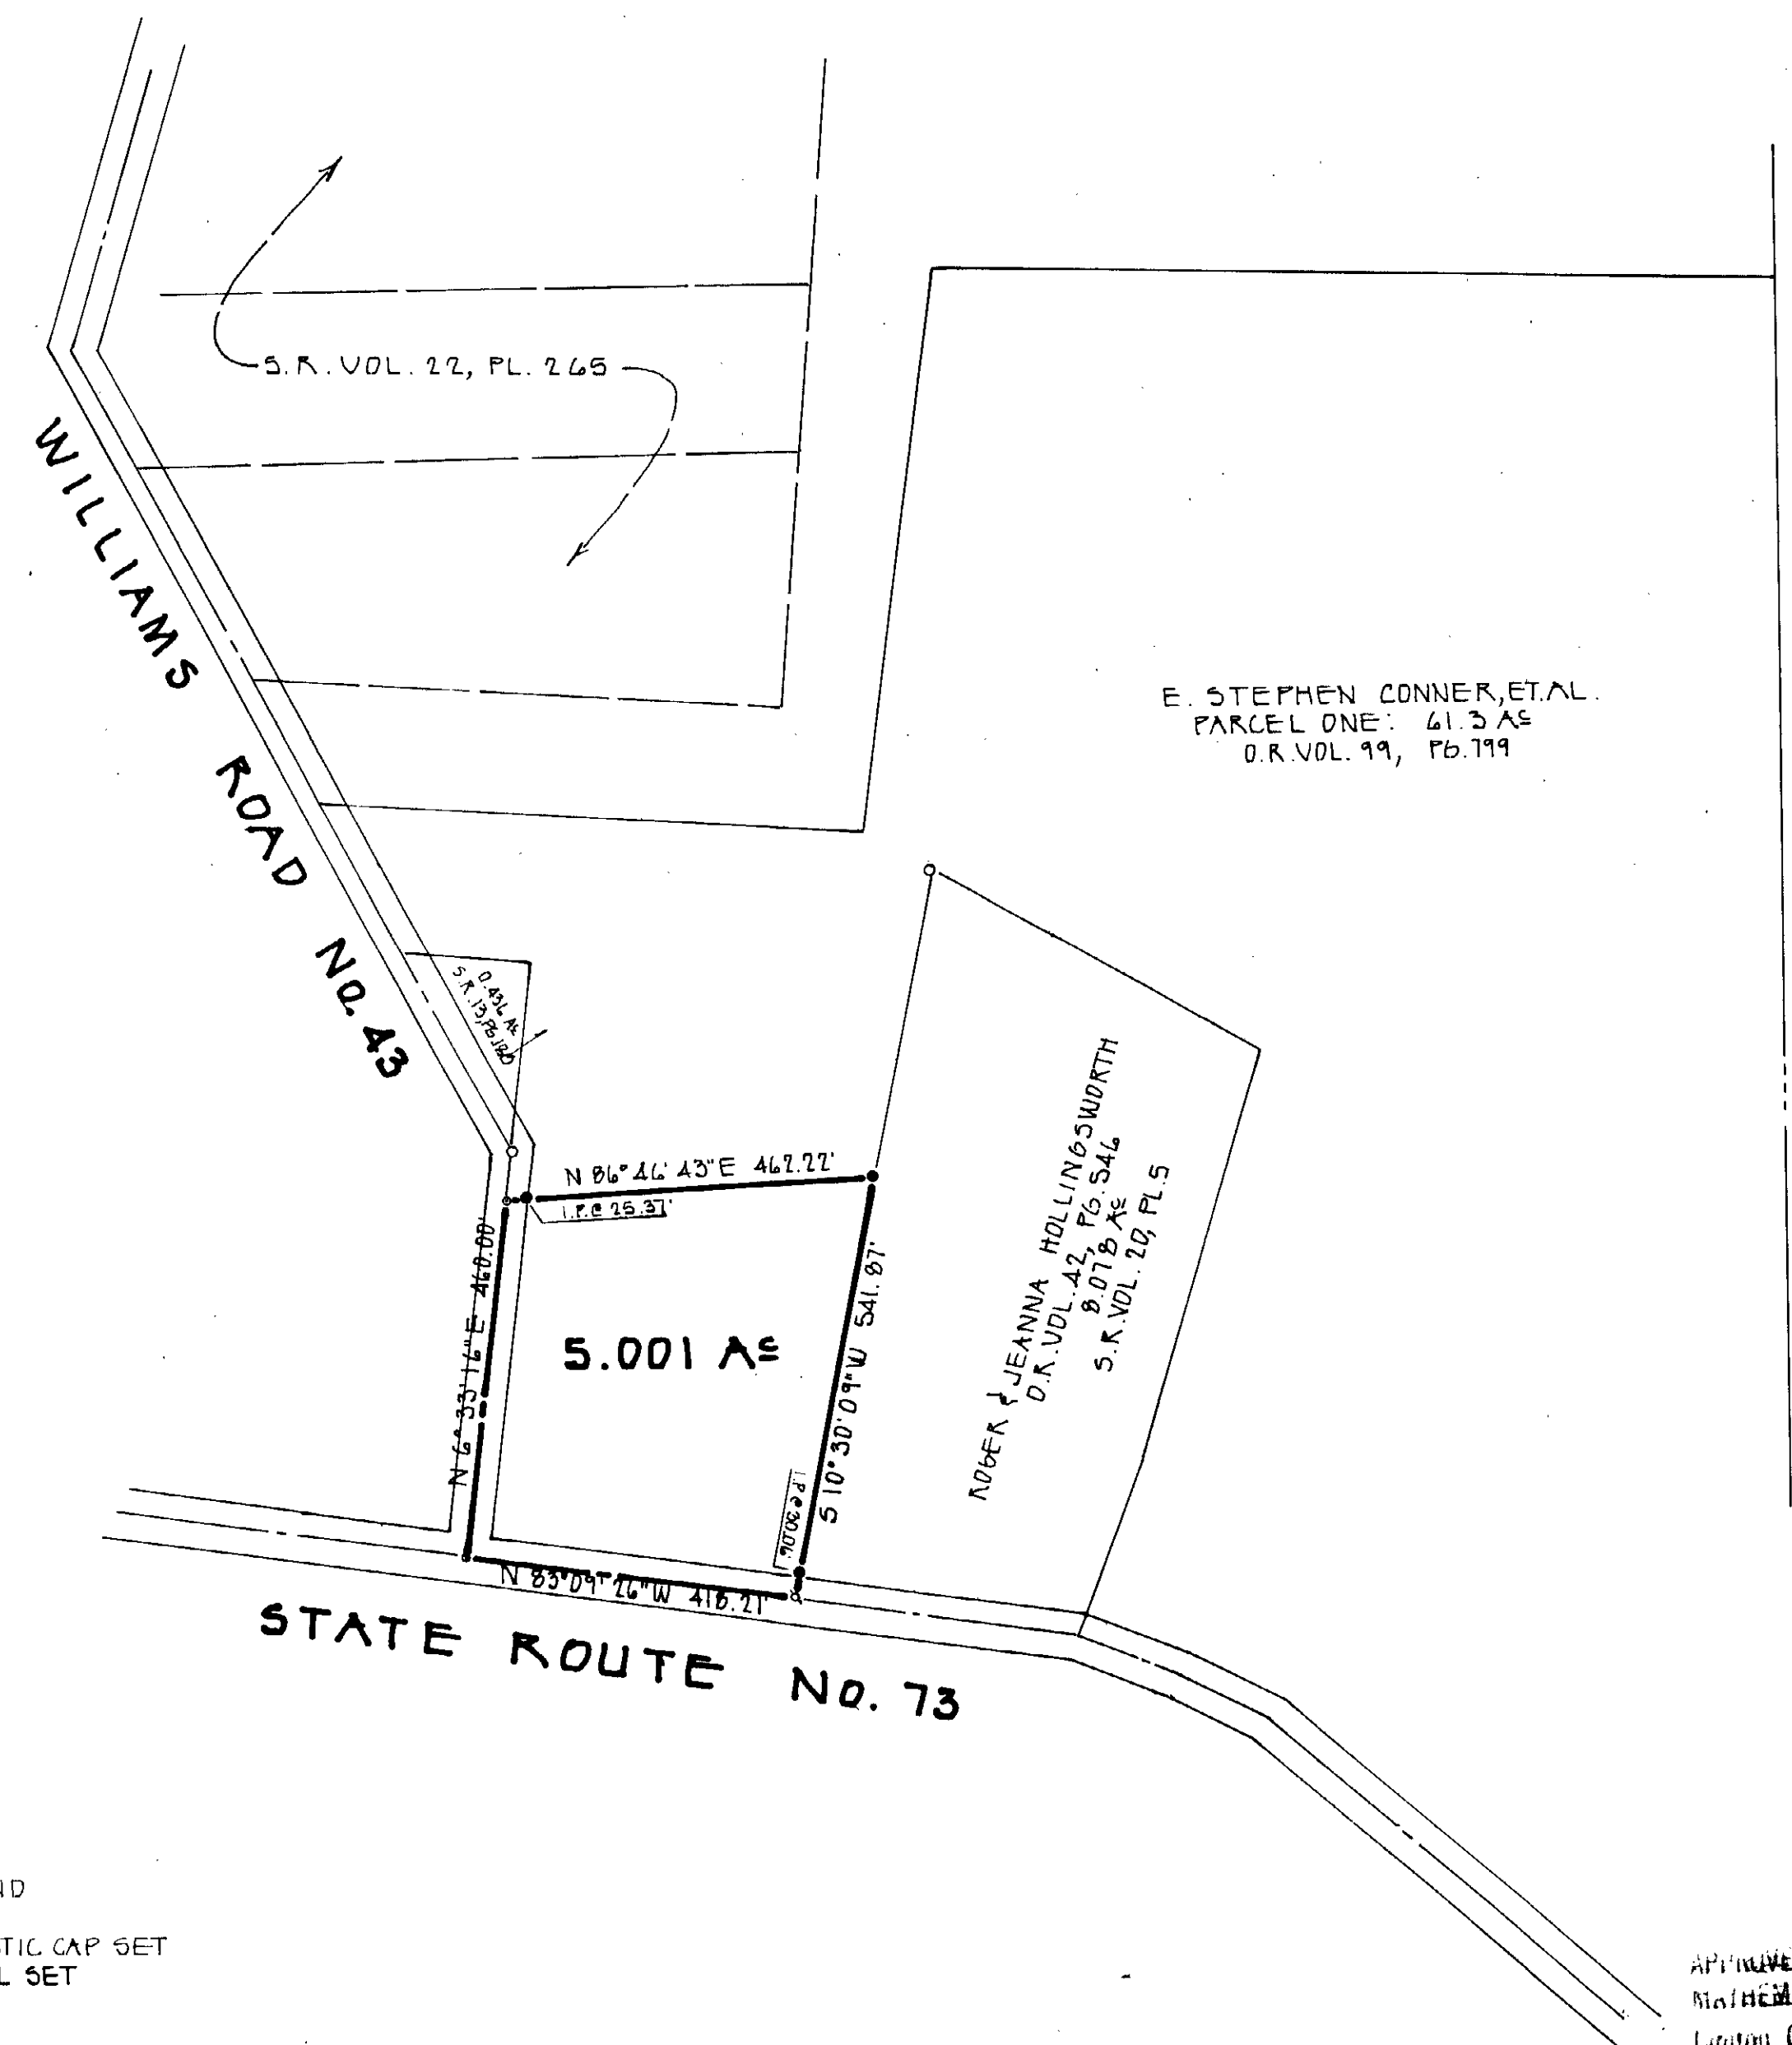 S.R. VOL. 22, PL. 265
WILLIAMS ROAD No. 43
E. STEPHEN CONNER, ET. AL.
PARCEL ONE: 61.3 Ac
O.R. VOL. 99, PG. 799
0.436 Ac
S.R. 13, PG. 180
N 86° 46' 43" E 462.22'
I.P. @ 25.37'
N 6° 33' 16" E 460.00'
5.001 Ac
S 10° 30' 09" W 541.87'
I.P. @ 30.06'
ROGER & JEANNA HOLLINGSWORTH
O.R. VOL. 42, PG. 546
8.078 Ac
S.R. VOL. 20, PL. 5
N 83° 09' 26" W 418.21'
STATE ROUTE No. 73
ND
TIC CAP SET
L SET